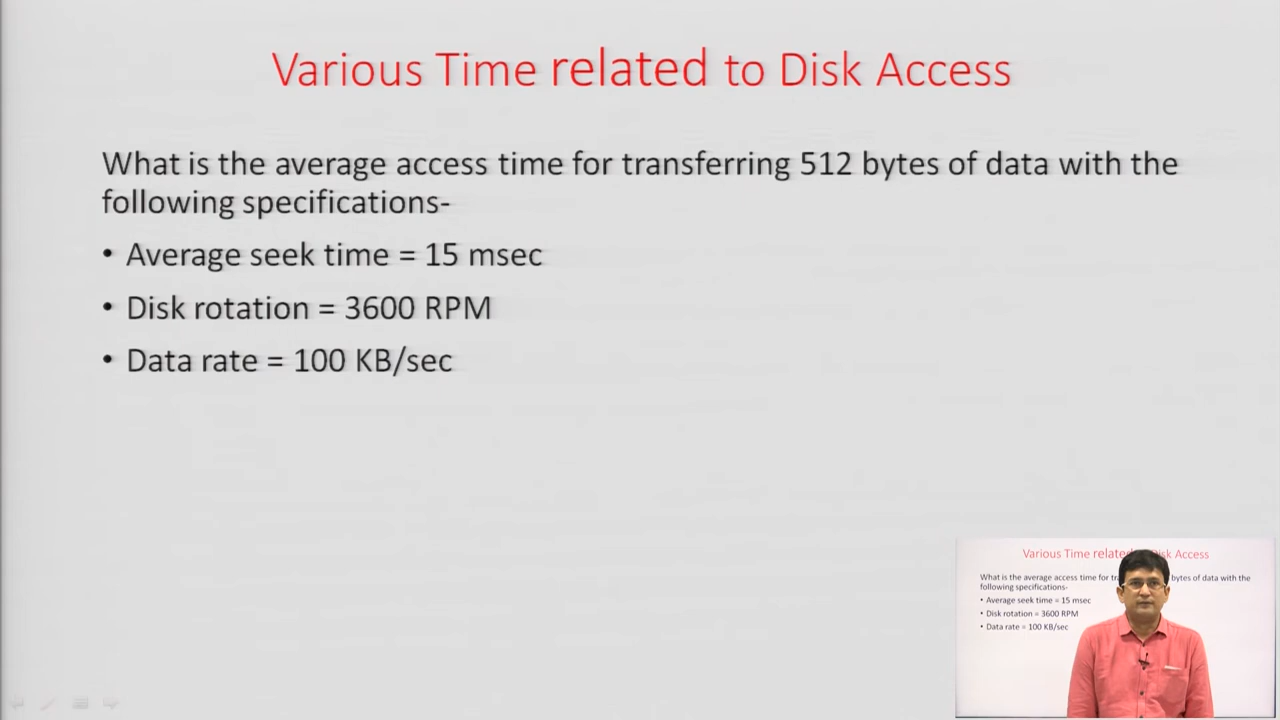 Various Time related to Disk Access
What is the average access time for transferring 512 bytes of data with the
following specifications-
• Average seek time = 15 msec
• Disk rotation = 3600 RPM
• Data rate = 100 KB/sec
Various Time related Disk Access
What is the average access time for bytes of data with the
following specifications-
• Average seek time = 15 msec
• Disk rotation = 3600 RPM
• Data rate = 100 KB/sec